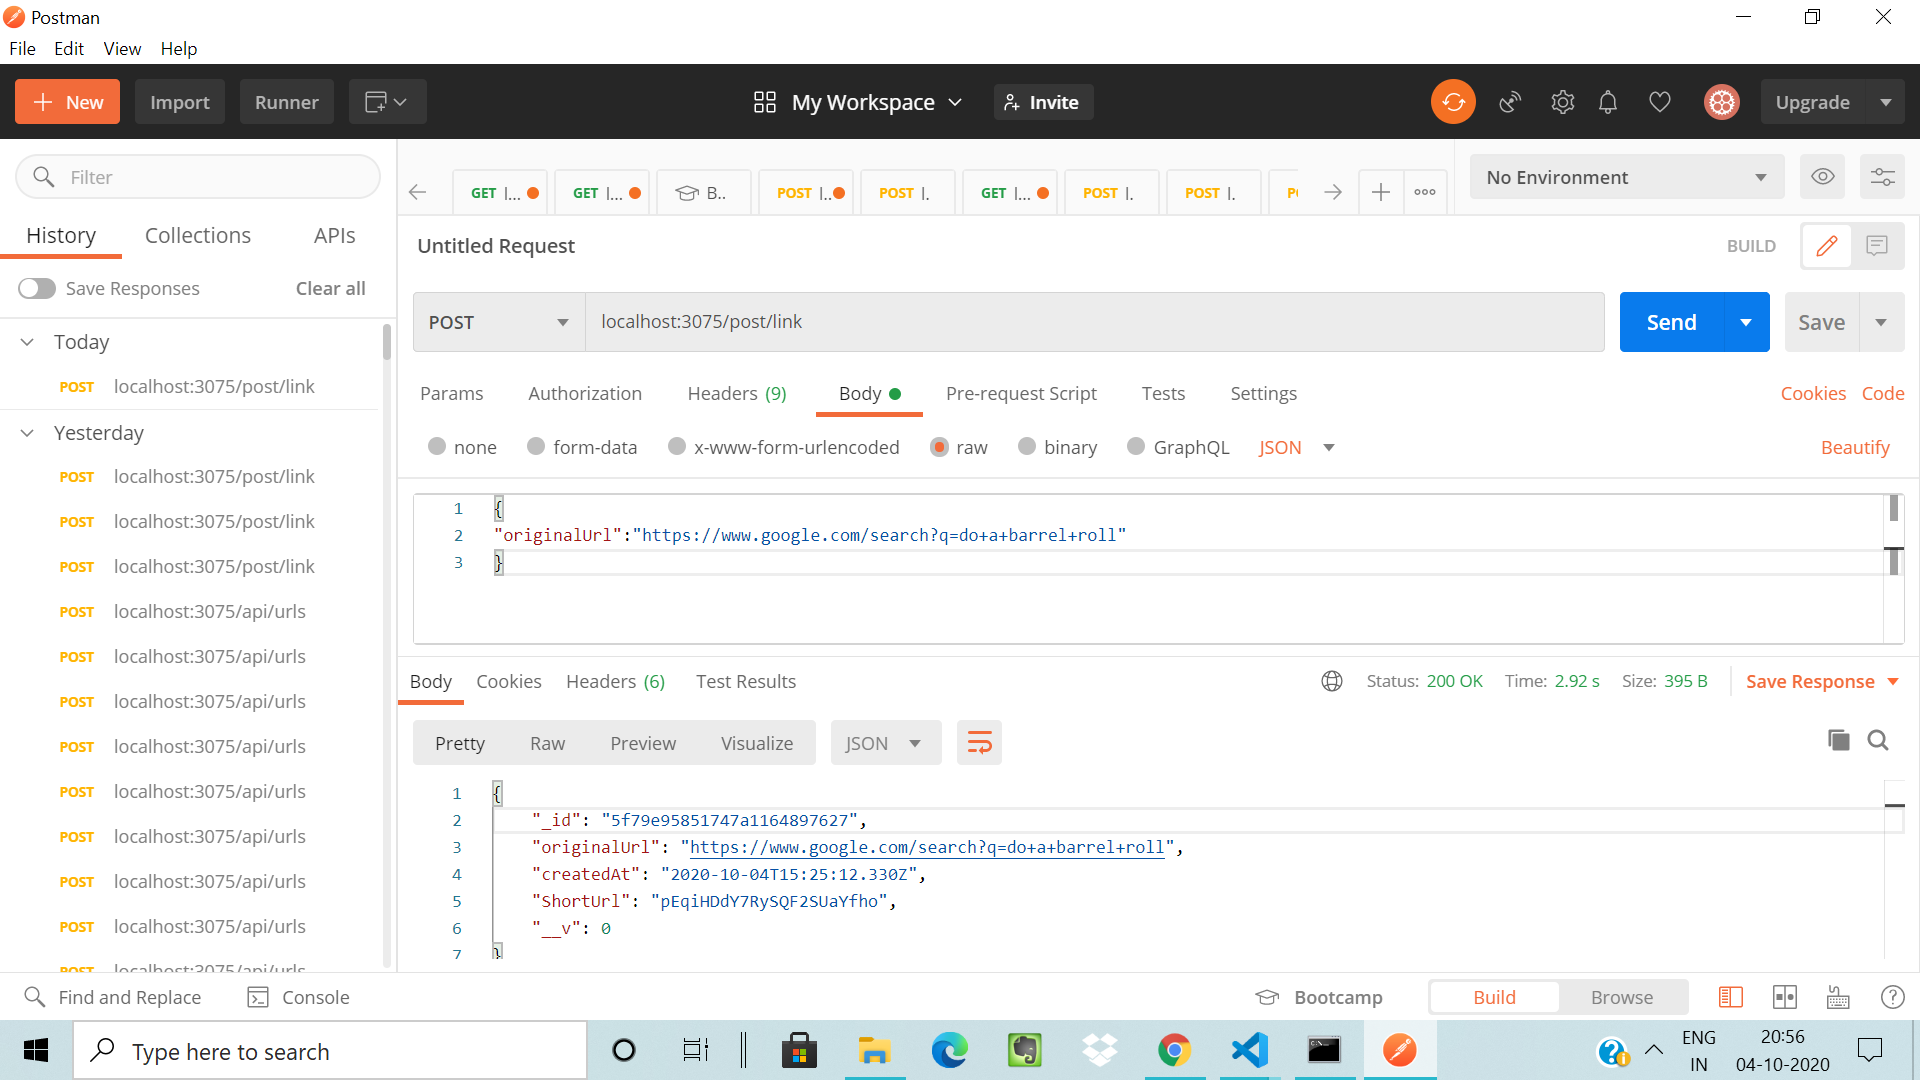 Postman
File Edit View Help
New Import Runner My Workspace Invite Upgrade
Filter
History Collections APIs
Save Responses Clear all
Today
POST localhost:3075/post/link
Yesterday
POST localhost:3075/post/link
POST localhost:3075/post/link
POST localhost:3075/post/link
POST localhost:3075/api/urls
POST localhost:3075/api/urls
POST localhost:3075/api/urls
POST localhost:3075/api/urls
POST localhost:3075/api/urls
POST localhost:3075/api/urls
POST localhost:3075/api/urls
POST localhost:3075/api/urls
POST localhost:3075/api/urls
GET l... GET l... B.. POST l.. POST l. GET l... POST l. POST l. No Environment
Untitled Request BUILD
POST localhost:3075/post/link Send Save
Params Authorization Headers (9) Body Pre-request Script Tests Settings Cookies Code
none form-data x-www-form-urlencoded raw binary GraphQL JSON Beautify
1 {
2 "originalUrl":"https://www.google.com/search?q=do+a+barrel+roll"
3 }
Body Cookies Headers (6) Test Results Status: 200 OK Time: 2.92 s Size: 395 B Save Response
Pretty Raw Preview Visualize JSON
1 {
2 "_id": "5f79e95851747a1164897627",
3 "originalUrl": "https://www.google.com/search?q=do+a+barrel+roll",
4 "createdAt": "2020-10-04T15:25:12.330Z",
5 "ShortUrl": "pEqiHDdY7RySQF2SUaYfho",
6 "__v": 0
7 }
Find and Replace Console Bootcamp Build Browse
Type here to search ENG IN 20:56 04-10-2020